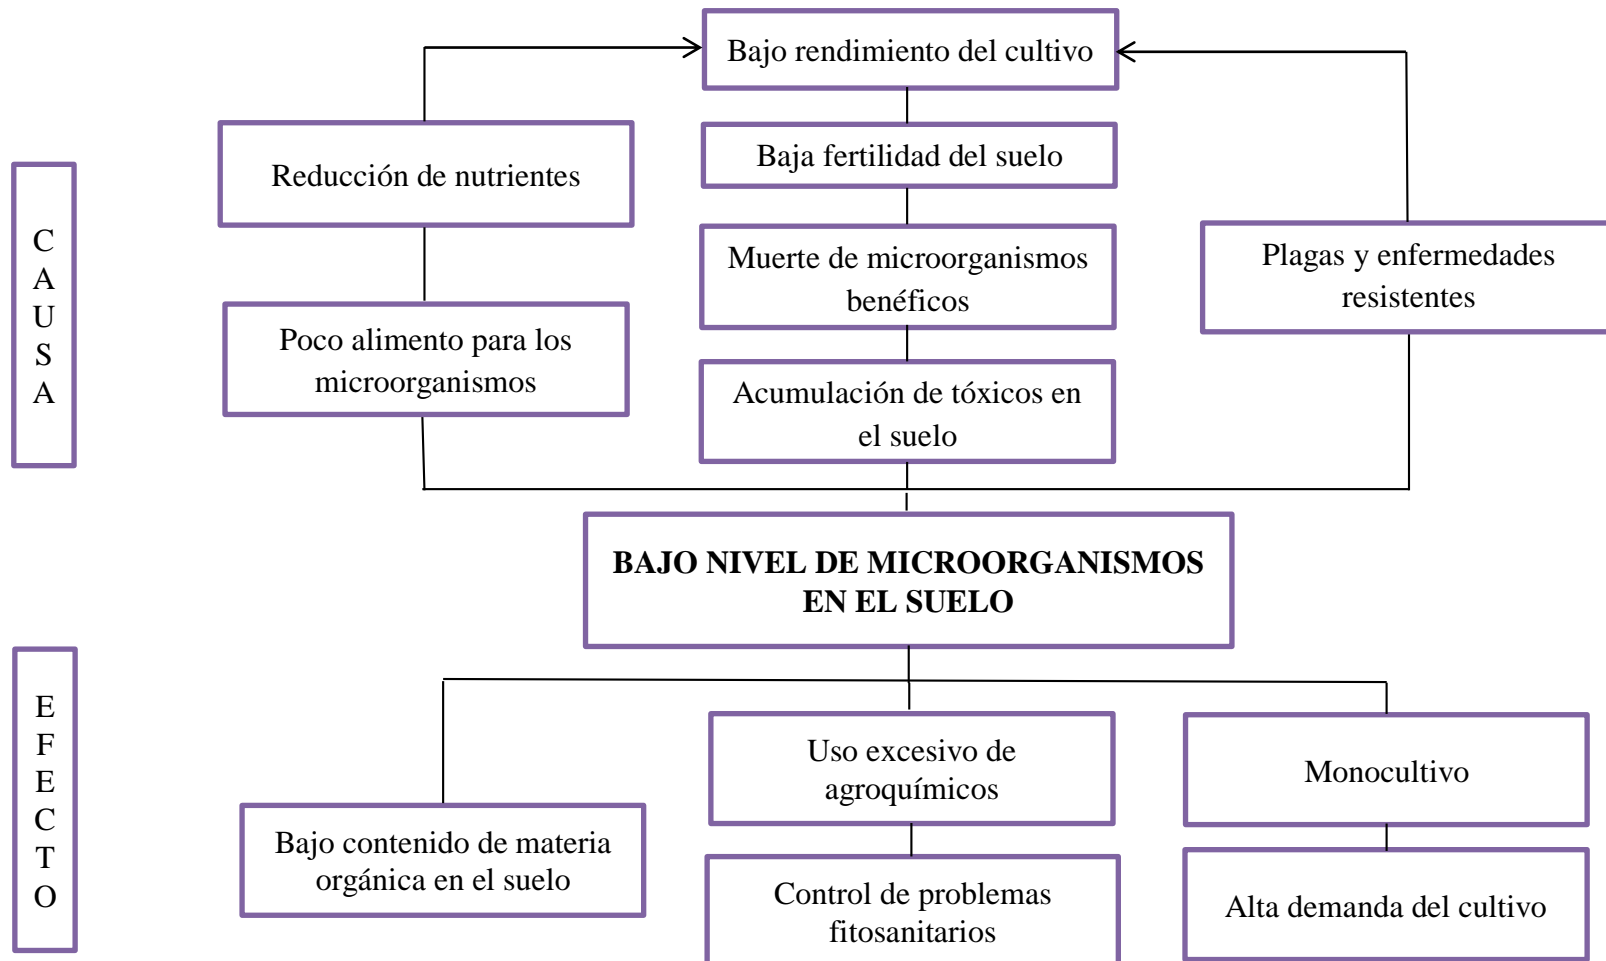 Bajo rendimiento del cultivo
Reducción de nutrientes
Baja fertilidad del suelo
C
A
U
S
A
Muerte de microorganismos
benéficos
Plagas y enfermedades
resistentes
Poco alimento para los
microorganismos
Acumulación de tóxicos en
el suelo
BAJO NIVEL DE MICROORGANISMOS
EN EL SUELO
E
F
E
C
T
O
Uso excesivo de
agroquímicos
Monocultivo
Bajo contenido de materia
orgánica en el suelo
Control de problemas
fitosanitarios
Alta demanda del cultivo